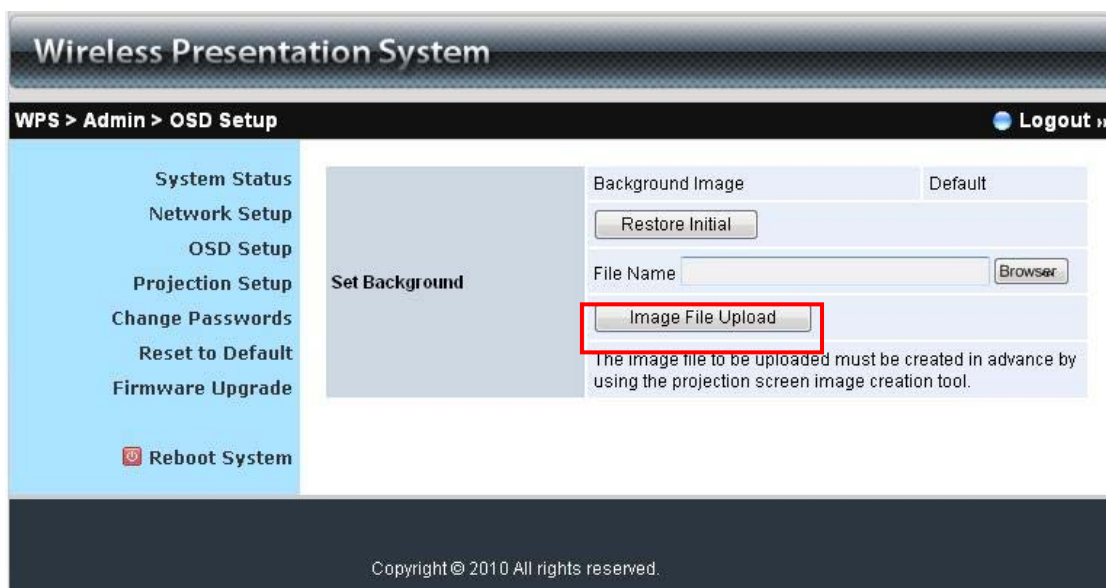 Wireless Presentation System
WPS > Admin > OSD Setup
Logout »
System Status
Network Setup
OSD Setup
Projection Setup
Change Passwords
Reset to Default
Firmware Upgrade
Reboot System
Set Background
Background Image
Default
Restore Initial
File Name
Browser
Image File Upload
The image file to be uploaded must be created in advance by
using the projection screen image creation tool.
Copyright © 2010 All rights reserved.